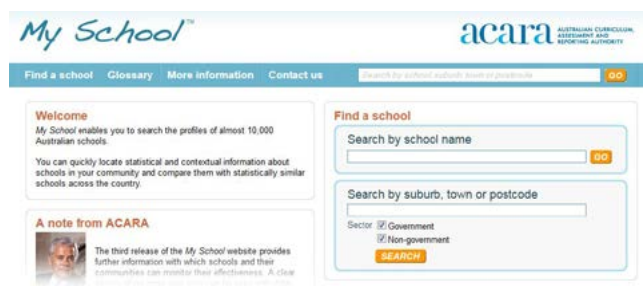 My School™
acara AUSTRALIAN CURRICULUM,
ASSESSMENT AND
REPORTING AUTHORITY
Find a school Glossary More information Contact us Search by school, suburb, town or postcode GO
Welcome
My School enables you to search the profiles of almost 10,000
Australian schools.
You can quickly locate statistical and contextual information about
schools in your community and compare them with statistically similar
schools across the country.
A note from ACARA
The third release of the My School website provides
further information with which schools and their
communities can monitor their effectiveness. A clear
Find a school
Search by school name
GO
Search by suburb, town or postcode
Sector Government
Non-government
SEARCH